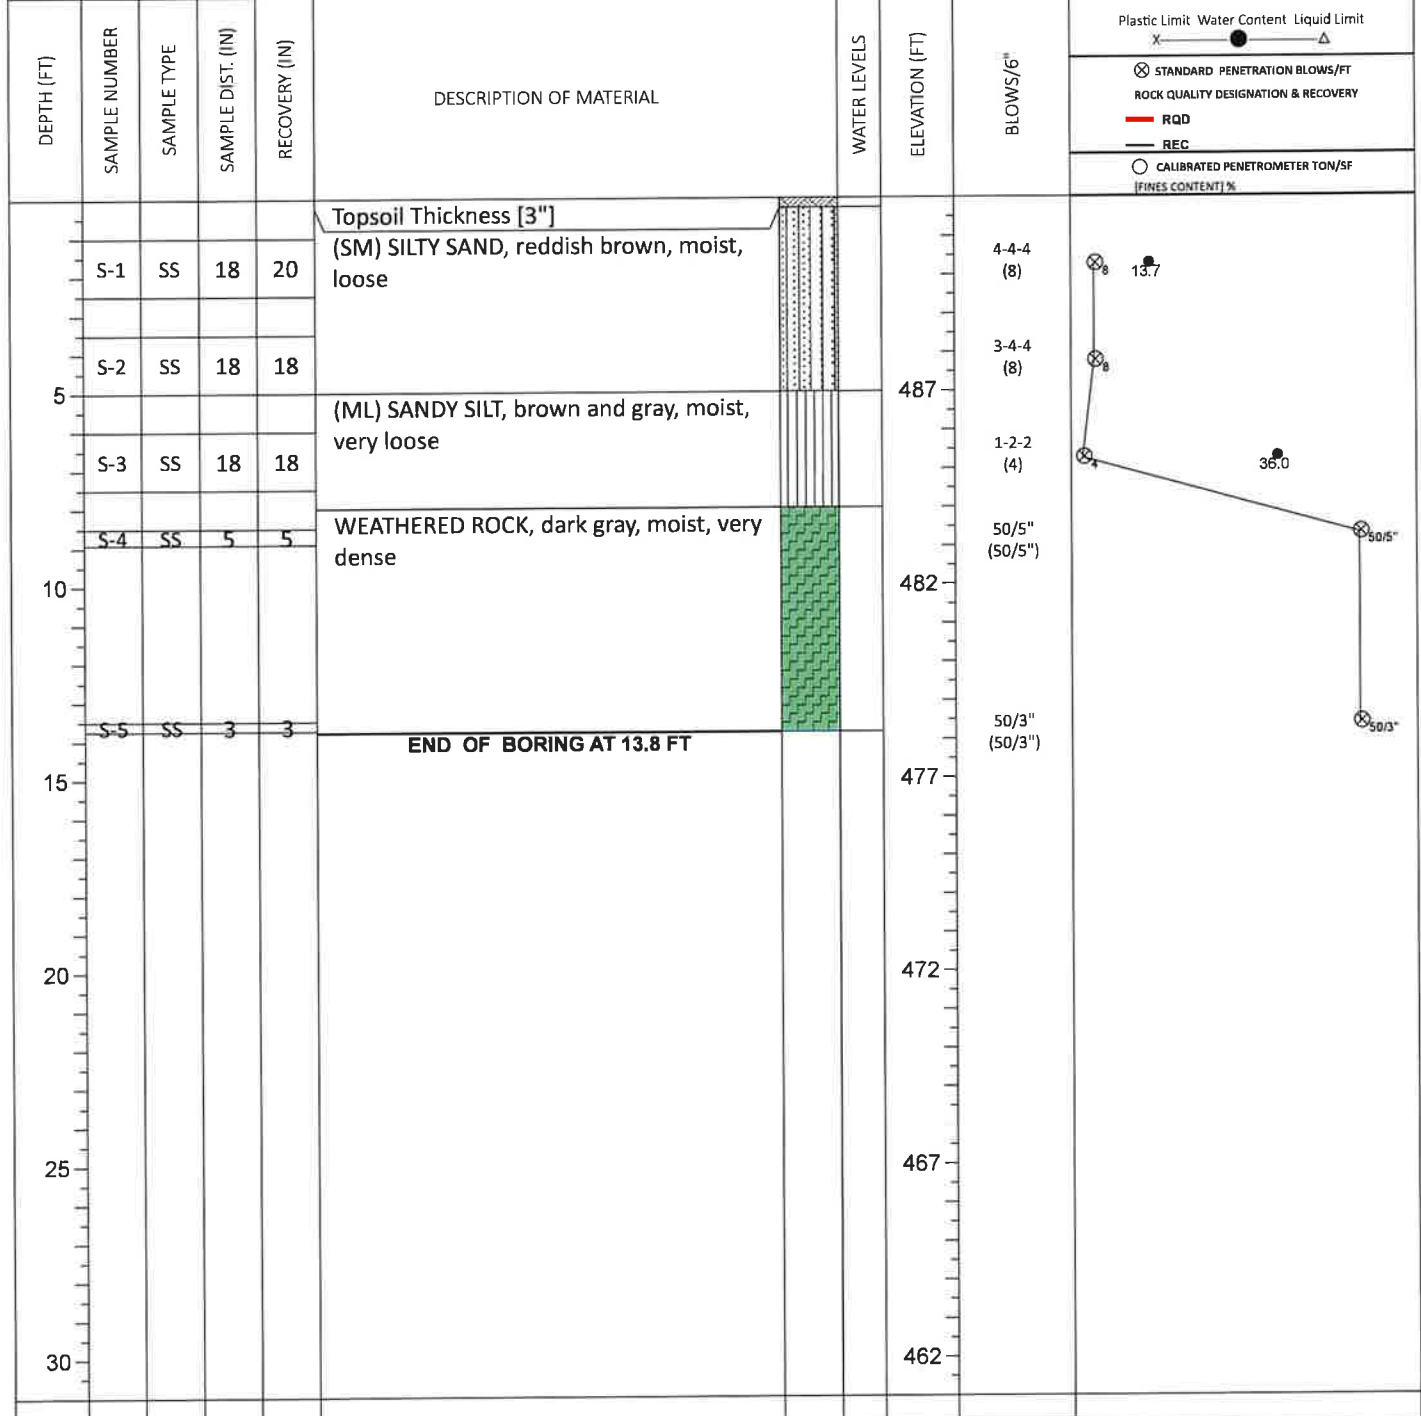 DEPTH (FT)
SAMPLE NUMBER
SAMPLE TYPE
SAMPLE DIST. (IN)
RECOVERY (IN)
DESCRIPTION OF MATERIAL
WATER LEVELS
ELEVATION (FT)
BLOWS/6"
Plastic Limit Water Content Liquid Limit
X
STANDARD PENETRATION BLOWS/FT
ROCK QUALITY DESIGNATION & RECOVERY
RQD
REC
CALIBRATED PENETROMETER TON/SF
[FINES CONTENT] %
Topsoil Thickness [3"]
(SM) SILTY SAND, reddish brown, moist,
loose
S-1 SS 18 20
4-4-4
(8)
8
13.7
S-2 SS 18 18
3-4-4
(8)
8
5
487
(ML) SANDY SILT, brown and gray, moist,
very loose
S-3 SS 18 18
1-2-2
(4)
4
36.0
WEATHERED ROCK, dark gray, moist, very
dense
S-4 SS 5 5
50/5"
(50/5")
50/5"
10
482
S-5 SS 3 3
50/3"
(50/3")
50/3"
END OF BORING AT 13.8 FT
15
477
20
472
25
467
30
462